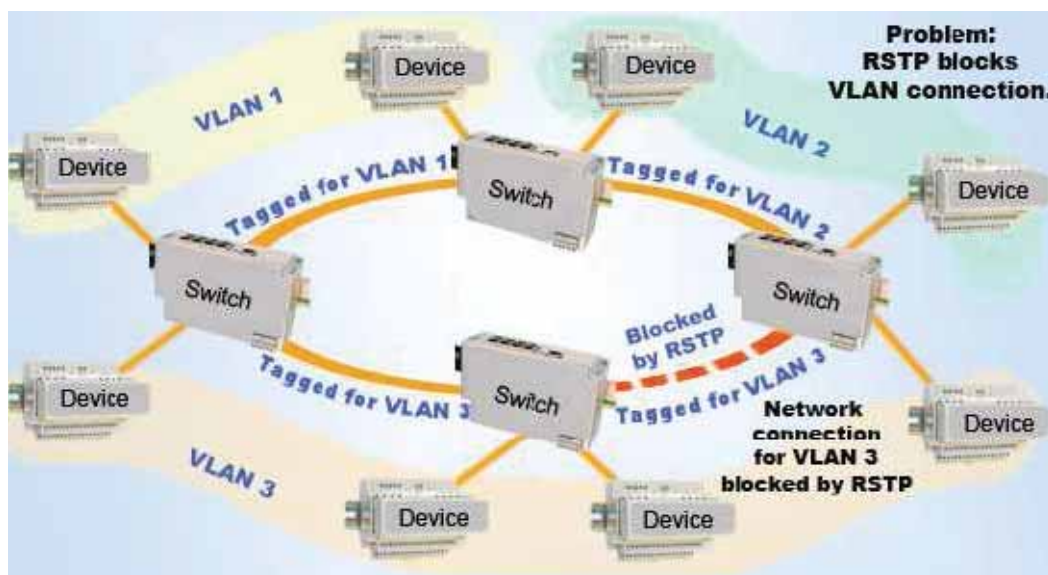 Problem:
RSTP blocks
VLAN connection.
Device
Device
VLAN 1
VLAN 2
Device
Device
Tagged for VLAN 1
Tagged for VLAN 2
Switch
Switch
Switch
Blocked
by RSTP
Tagged for VLAN 3
Switch
Tagged for VLAN 3
Device
Network
connection
for VLAN 3
blocked by RSTP
Device
VLAN 3
Device
Device